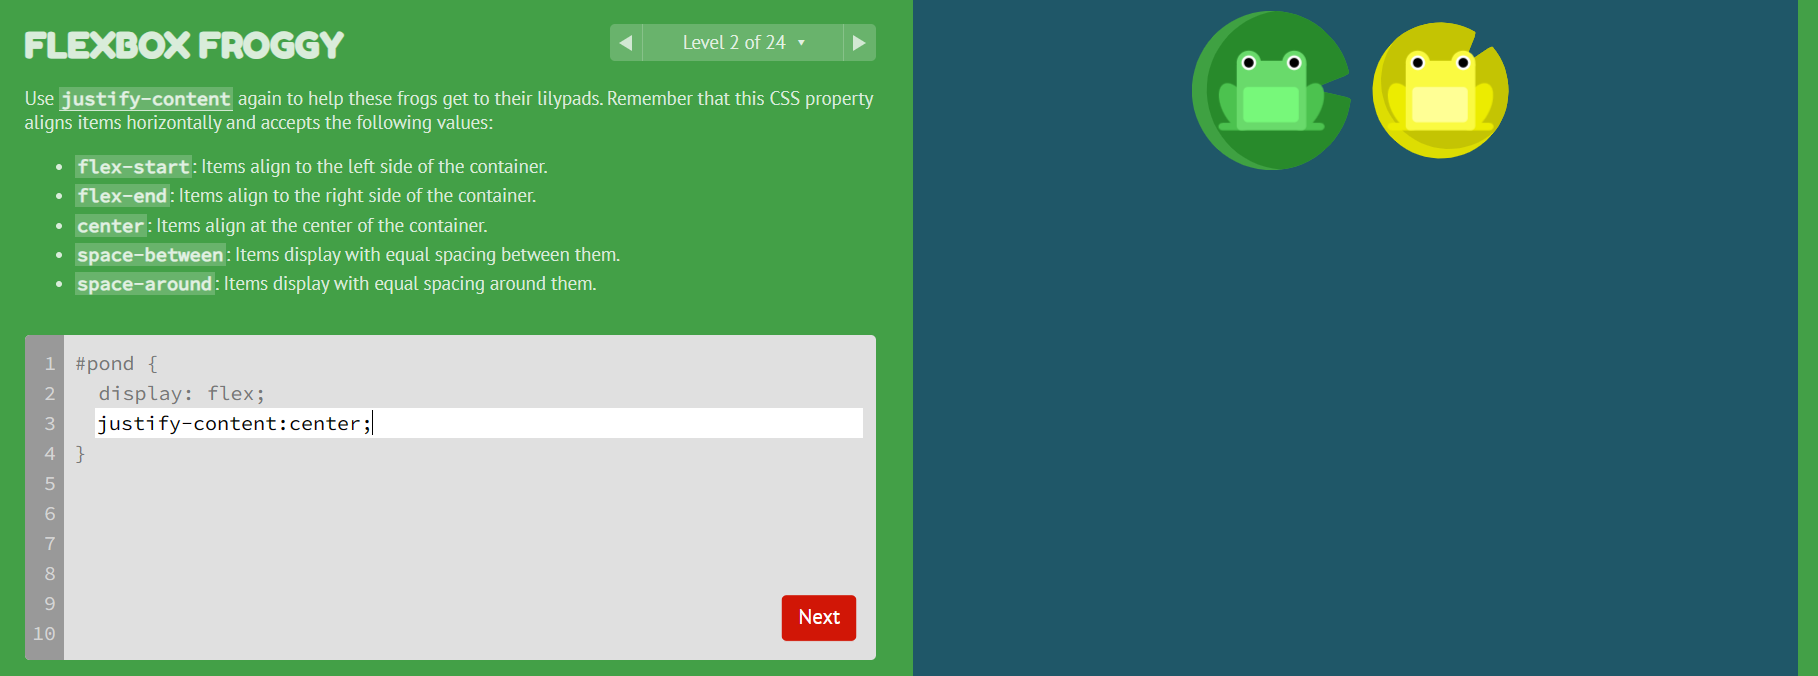 FLEXBOX FROGGY
◀ Level 2 of 24 ▼ ▶
Use justify-content again to help these frogs get to their lilypads. Remember that this CSS property
aligns items horizontally and accepts the following values:
• flex-start: Items align to the left side of the container.
• flex-end: Items align to the right side of the container.
• center: Items align at the center of the container.
• space-between: Items display with equal spacing between them.
• space-around: Items display with equal spacing around them.
1 #pond {
2 display: flex;
3 justify-content:center;
4 }
5
6
7
8
9
10
Next